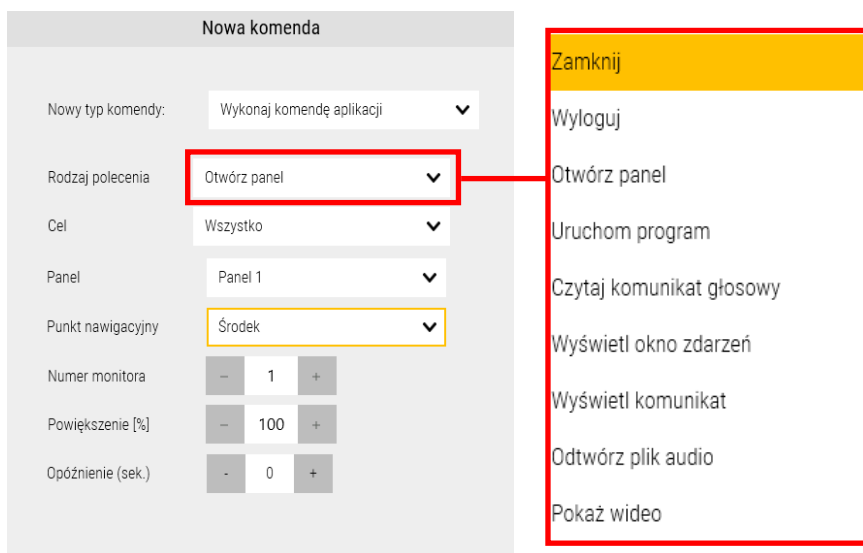 Nowa komenda
Nowy typ komendy: Wykonaj komendę aplikacji
Rodzaj polecenia Otwórz panel
Cel Wszystko
Panel Panel 1
Punkt nawigacyjny Środek
Numer monitora − 1 +
Powiększenie [%] − 100 +
Opóźnienie (sek.) - 0 +
Zamknij
Wyloguj
Otwórz panel
Uruchom program
Czytaj komunikat głosowy
Wyświetl okno zdarzeń
Wyświetl komunikat
Odtwórz plik audio
Pokaż wideo